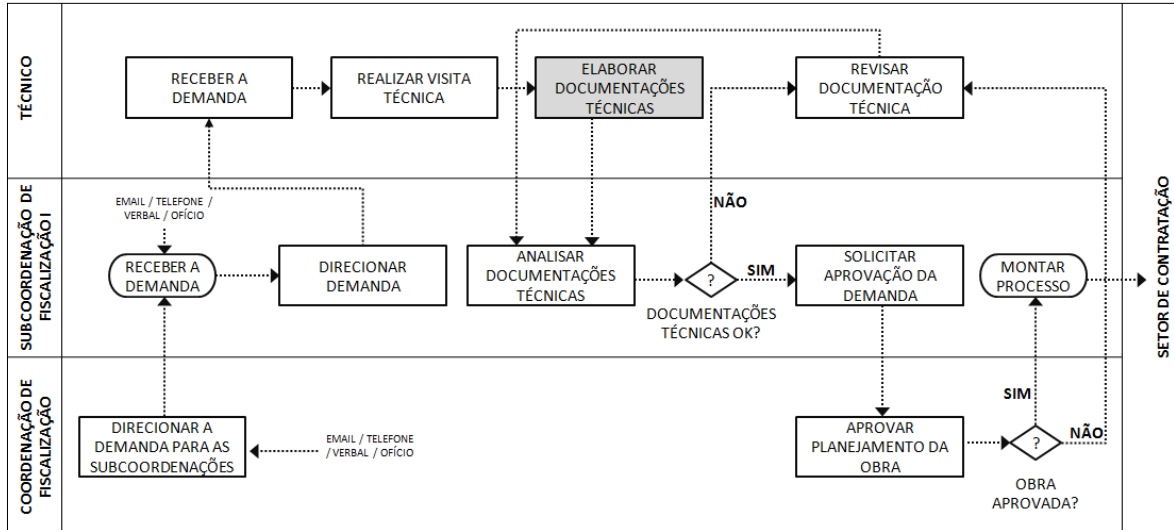 TÉCNICO
RECEBER A
DEMANDA
REALIZAR VISITA
TÉCNICA
ELABORAR
DOCUMENTAÇÕES
TÉCNICAS
REVISAR
DOCUMENTAÇÃO
TÉCNICA
SUBCOORDENAÇÃO DE
FISCALIZAÇÃO I
EMAIL / TELEFONE /
VERBAL / OFÍCIO
RECEBER A
DEMANDA
DIRECIONAR
DEMANDA
ANALISAR
DOCUMENTAÇÕES
TÉCNICAS
NÃO
?
SIM
DOCUMENTAÇÕES
TÉCNICAS OK?
SOLICITAR
APROVAÇÃO DA
DEMANDA
MONTAR
PROCESSO
COORDENAÇÃO DE
FISCALIZAÇÃO
DIRECIONAR A
DEMANDA PARA AS
SUBCOORDENAÇÕES
EMAIL / TELEFONE
/ VERBAL / OFÍCIO
APROVAR
PLANEJAMENTO DA
OBRA
SIM
?
NÃO
OBRA
APROVADA?
SETOR DE CONTRATAÇÃO